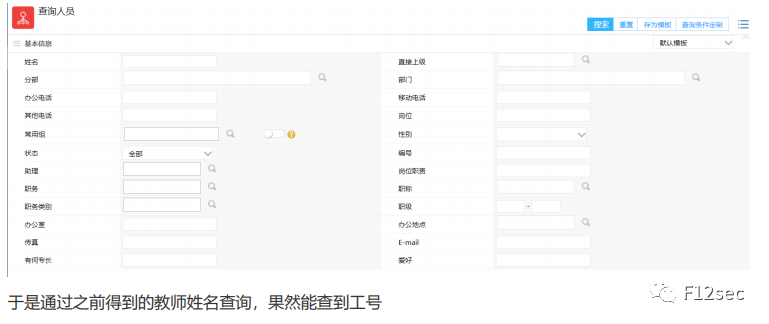 查询人员
搜索 重置 存为模板 查询条件定制
基本信息 默认模板
姓名 直接上级
分部 部门
办公电话 移动电话
其他电话 岗位
常用组 ? 性别
状态 全部 编号
助理 岗位职责
职务 职称
职务类别 职级 -
办公室 办公地点
传真 E-mail
有何专长 爱好
于是通过之前得到的教师姓名查询，果然能查到工号
F12sec